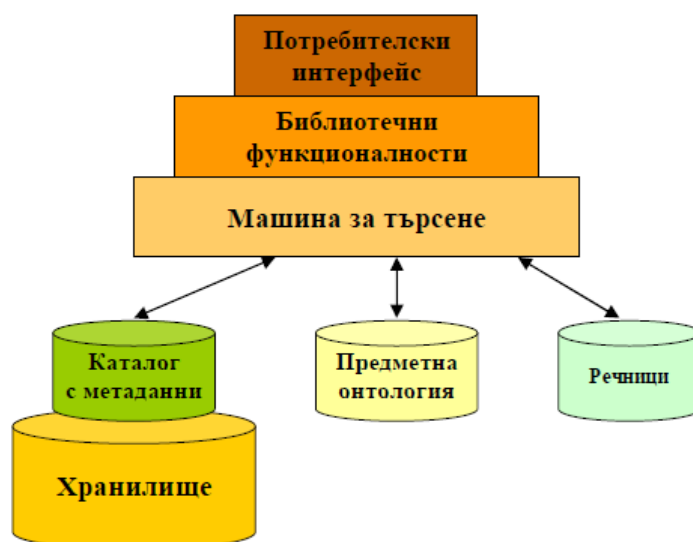 Потребителски
интерфейс
Библиотечни
функционалности
Машина за търсене
Каталог
с метаданни
Предметна
онтология
Речници
Хранилище